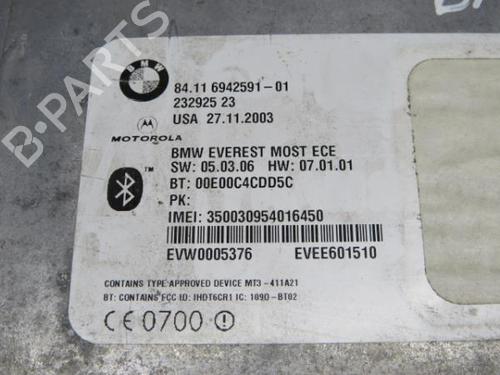 B-PARTS
BMW
84.11 6942591-01
232925 23
USA 27.11.2003
MOTOROLA
BMW EVEREST MOST ECE
SW: 05.03.06 HW: 07.01.01
BT: 00E00C4CDD5C
PK:
IMEI: 350030954016450
EVW0005376 EVEE601510
CONTAINS TYPE APPROVED DEVICE MT3-411A21
BT: CONTAINS FCC ID: IHDT6CR1 IC: 1090-BT02
CE0700